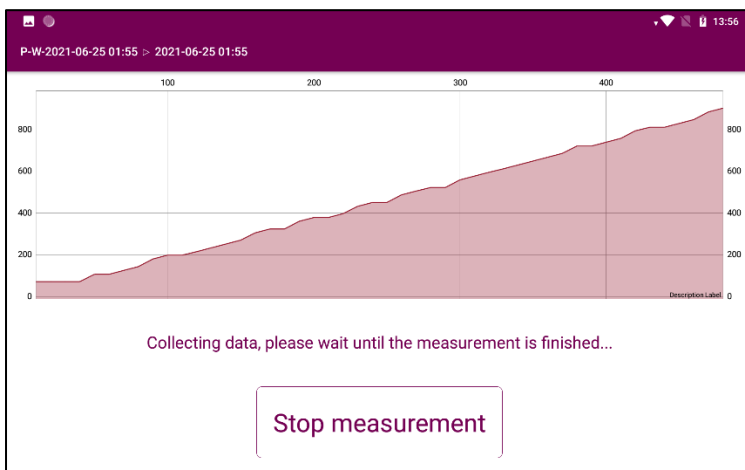 13:56
P-W-2021-06-25 01:55 ▷ 2021-06-25 01:55
100 200 300 400
800 800
600 600
400 400
200 200
0 Description Label 0
Collecting data, please wait until the measurement is finished...
Stop measurement